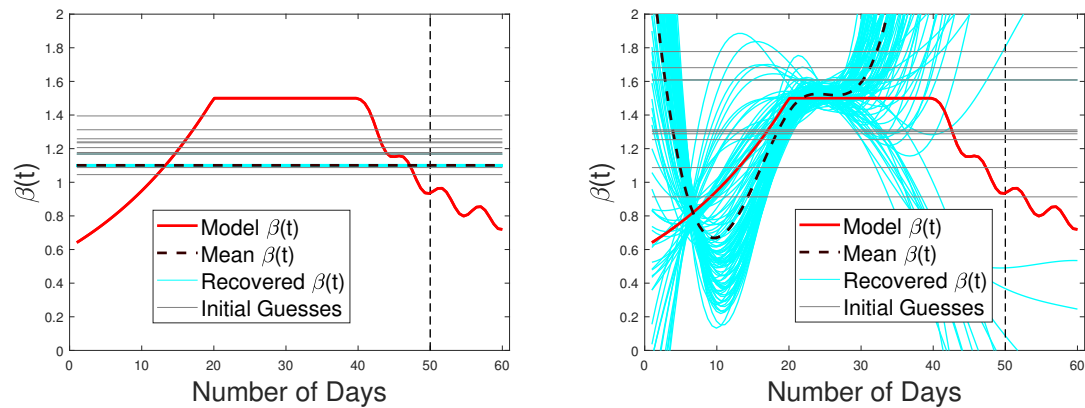 2
1.8
1.6
1.4
1.2
1
0.8
0.6
0.4
0.2
0
β(t)
Model β(t)
Mean β(t)
Recovered β(t)
Initial Guesses
0 10 20 30 40 50 60
Number of Days
2
1.8
1.6
1.4
1.2
1
0.8
0.6
0.4
0.2
0
β(t)
Model β(t)
Mean β(t)
Recovered β(t)
Initial Guesses
0 10 20 30 40 50 60
Number of Days